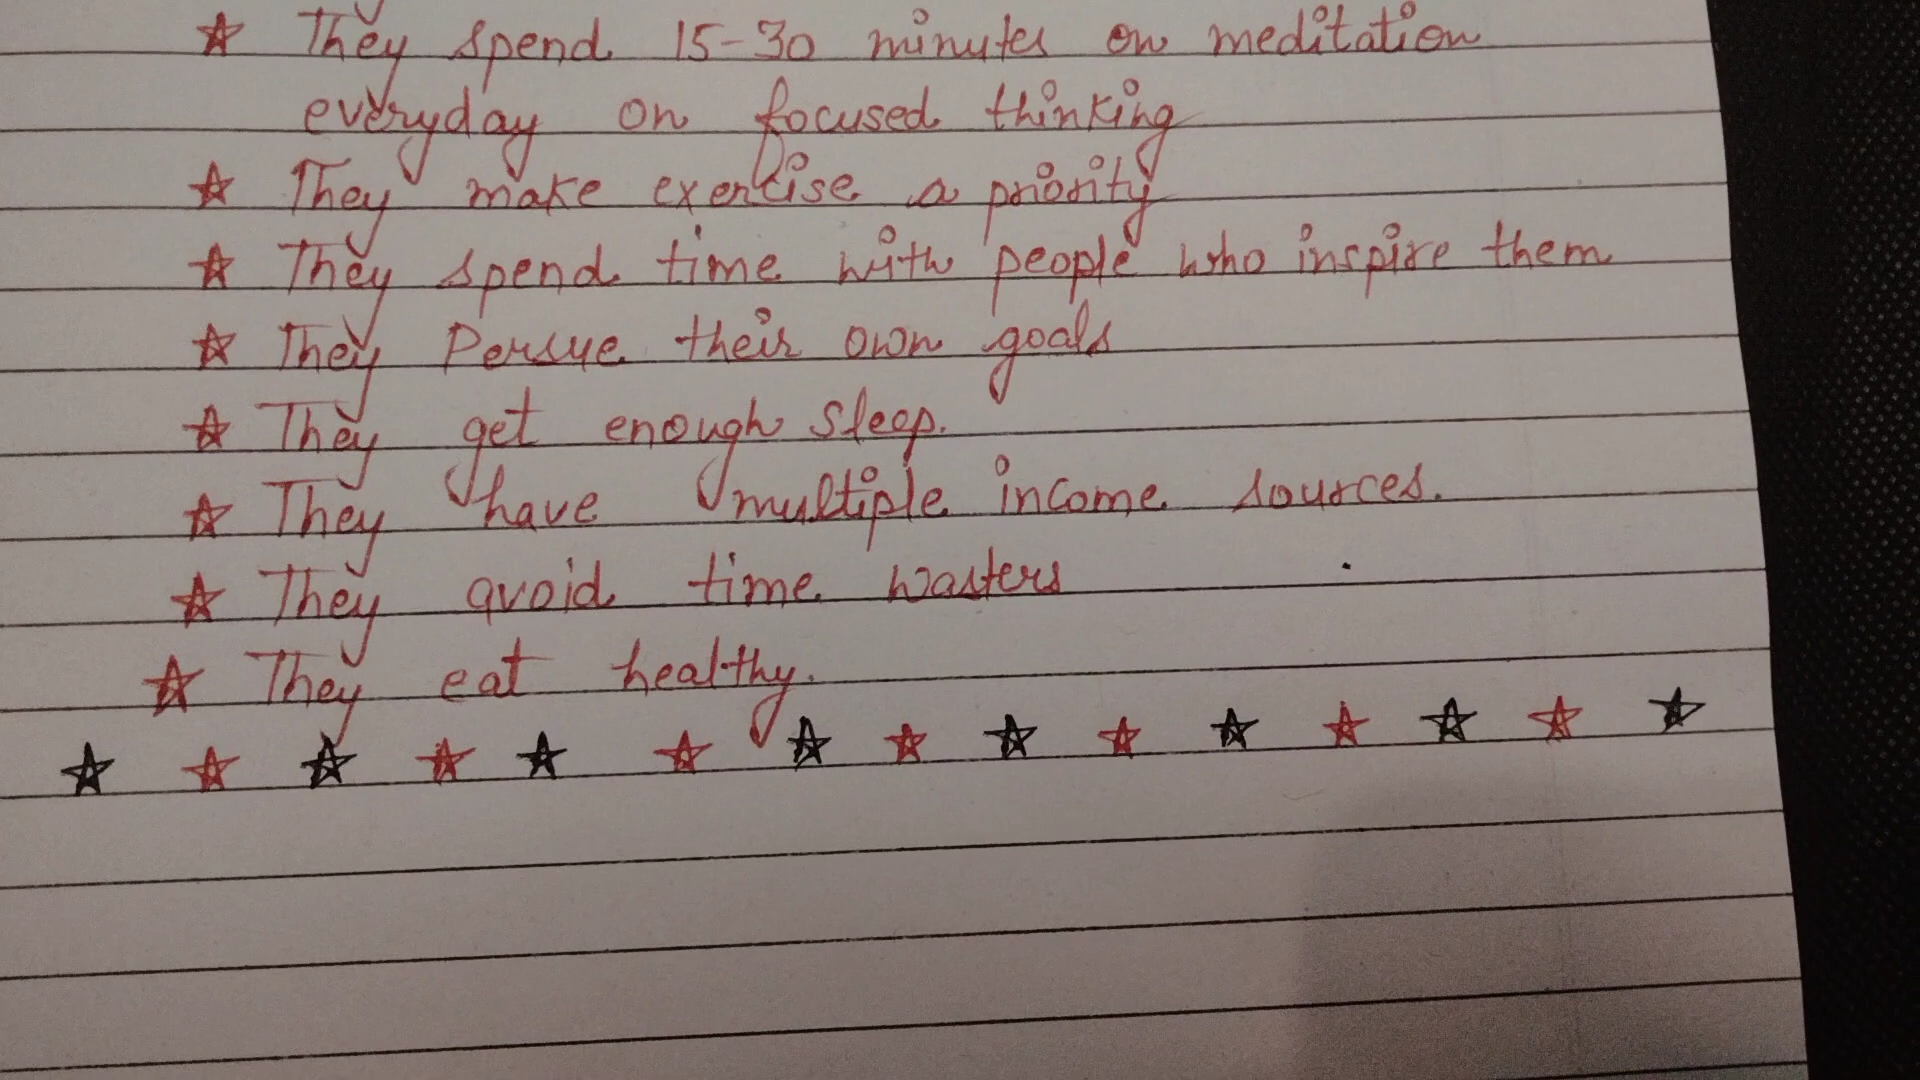 ☆ They spend 15-30 minutes on meditation
everyday on focused thinking
☆ They make exercise a priority
☆ They spend time with people who inspire them
☆ They Persue their own goals
☆ They get enough sleep.
☆ They have multiple income sources.
☆ They avoid time wasters
☆ They eat healthy.
☆ ☆ ☆ ☆ ☆ ☆ ☆ ☆ ☆ ☆ ☆ ☆ ☆ ☆ ☆